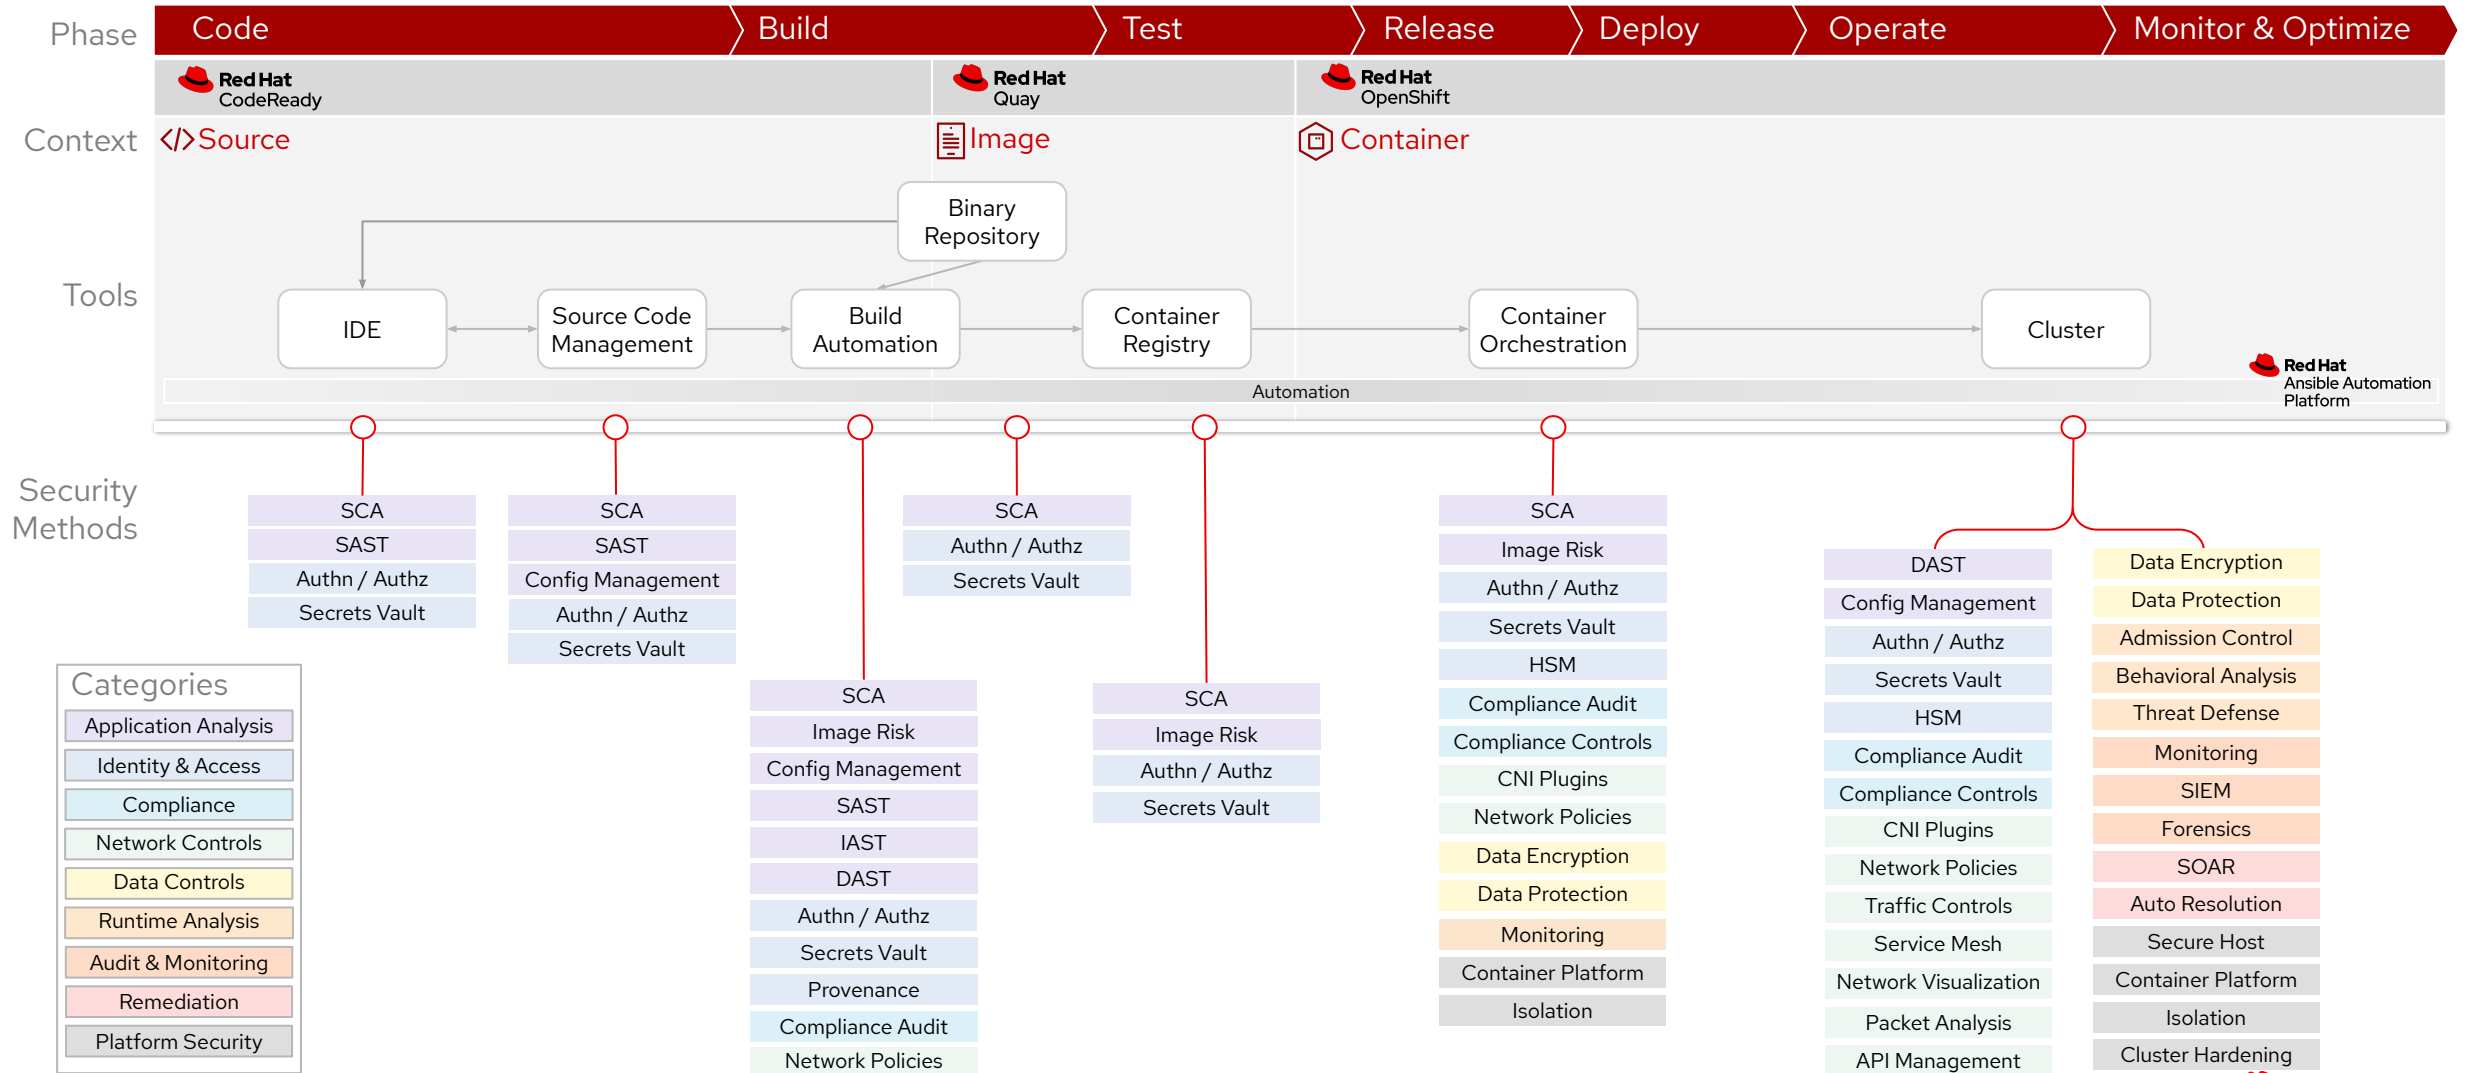 Phase
Code
Build
Test
Release
Deploy
Operate
Monitor & Optimize
Red Hat
CodeReady
Red Hat
Quay
Red Hat
OpenShift
Context
</> Source
Image
Container
Tools
Binary
Repository
IDE
Source Code
Management
Build
Automation
Container
Registry
Container
Orchestration
Cluster
Automation
Red Hat
Ansible Automation
Platform
Security
Methods
SCA
SAST
Authn / Authz
Secrets Vault
SCA
SAST
Config Management
Authn / Authz
Secrets Vault
SCA
Image Risk
Config Management
SAST
IAST
DAST
Authn / Authz
Secrets Vault
Provenance
Compliance Audit
Network Policies
SCA
Authn / Authz
Secrets Vault
SCA
Image Risk
Authn / Authz
Secrets Vault
SCA
Image Risk
Authn / Authz
Secrets Vault
HSM
Compliance Audit
Compliance Controls
CNI Plugins
Network Policies
Data Encryption
Data Protection
Monitoring
Container Platform
Isolation
DAST
Config Management
Authn / Authz
Secrets Vault
HSM
Compliance Audit
Compliance Controls
CNI Plugins
Network Policies
Traffic Controls
Service Mesh
Network Visualization
Packet Analysis
API Management
Data Encryption
Data Protection
Admission Control
Behavioral Analysis
Threat Defense
Monitoring
SIEM
Forensics
SOAR
Auto Resolution
Secure Host
Container Platform
Isolation
Cluster Hardening
Categories
Application Analysis
Identity & Access
Compliance
Network Controls
Data Controls
Runtime Analysis
Audit & Monitoring
Remediation
Platform Security